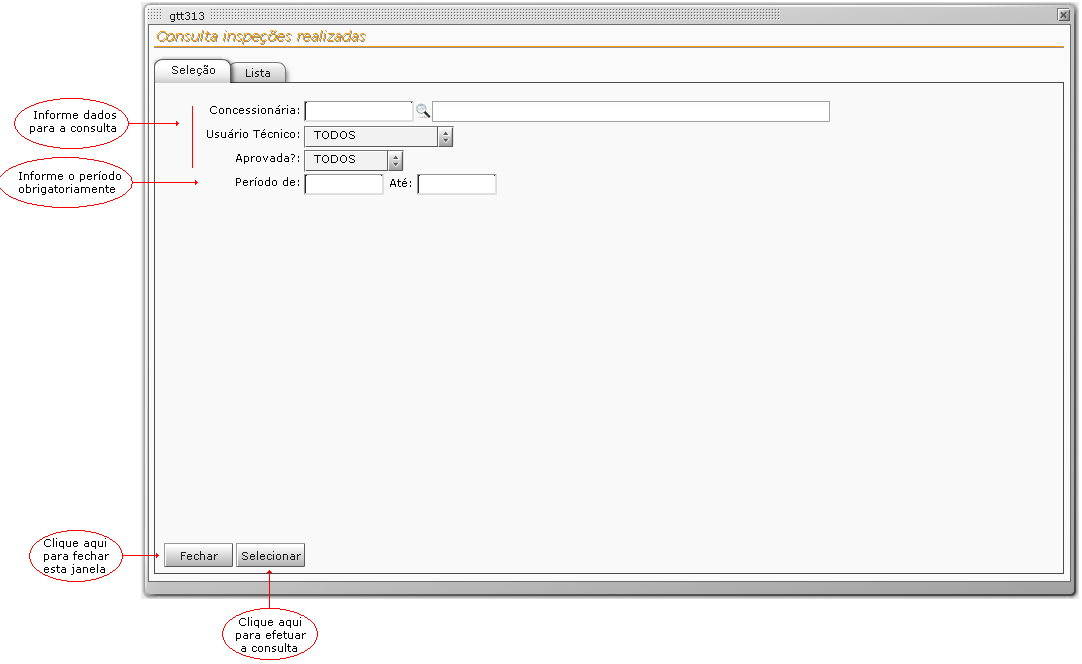 gtt313
Consulta inspeções realizadas
Seleção
Lista
Informe dados
para a consulta
Concessionária:
Usuário Técnico: TODOS
Aprovada?: TODOS
Informe o período
obrigatoriamente
Período de: Até:
Clique aqui
para fechar
esta janela
Fechar
Selecionar
Clique aqui
para efetuar
a consulta